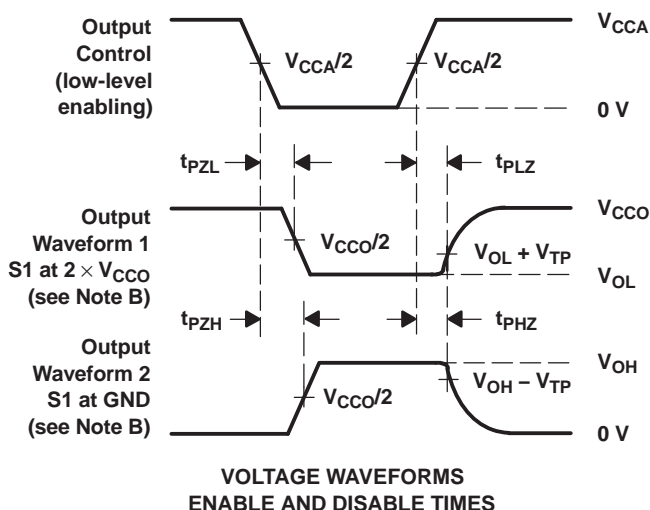 Output
Control
(low-level
enabling)
VCCA/2
VCCA/2
VCCA
0 V
tPZL
tPLZ
Output
Waveform 1
S1 at 2 × VCCO
(see Note B)
VCCO/2
VCCO
VOL + VTP
VOL
tPZH
tPHZ
Output
Waveform 2
S1 at GND
(see Note B)
VCCO/2
VOH
VOH − VTP
0 V
VOLTAGE WAVEFORMS
ENABLE AND DISABLE TIMES